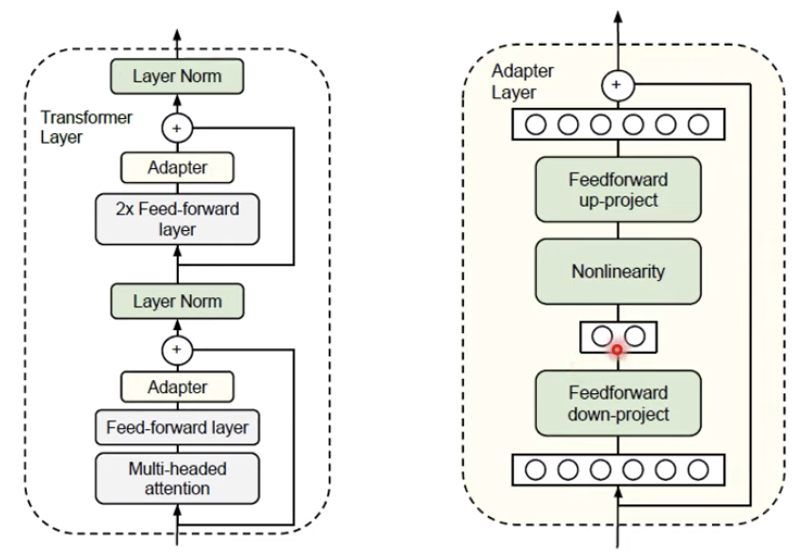 Transformer
Layer
Layer Norm
+
Adapter
2x Feed-forward
layer
Layer Norm
+
Adapter
Feed-forward layer
Multi-headed
attention
Adapter
Layer
+
Feedforward
up-project
Nonlinearity
Feedforward
down-project